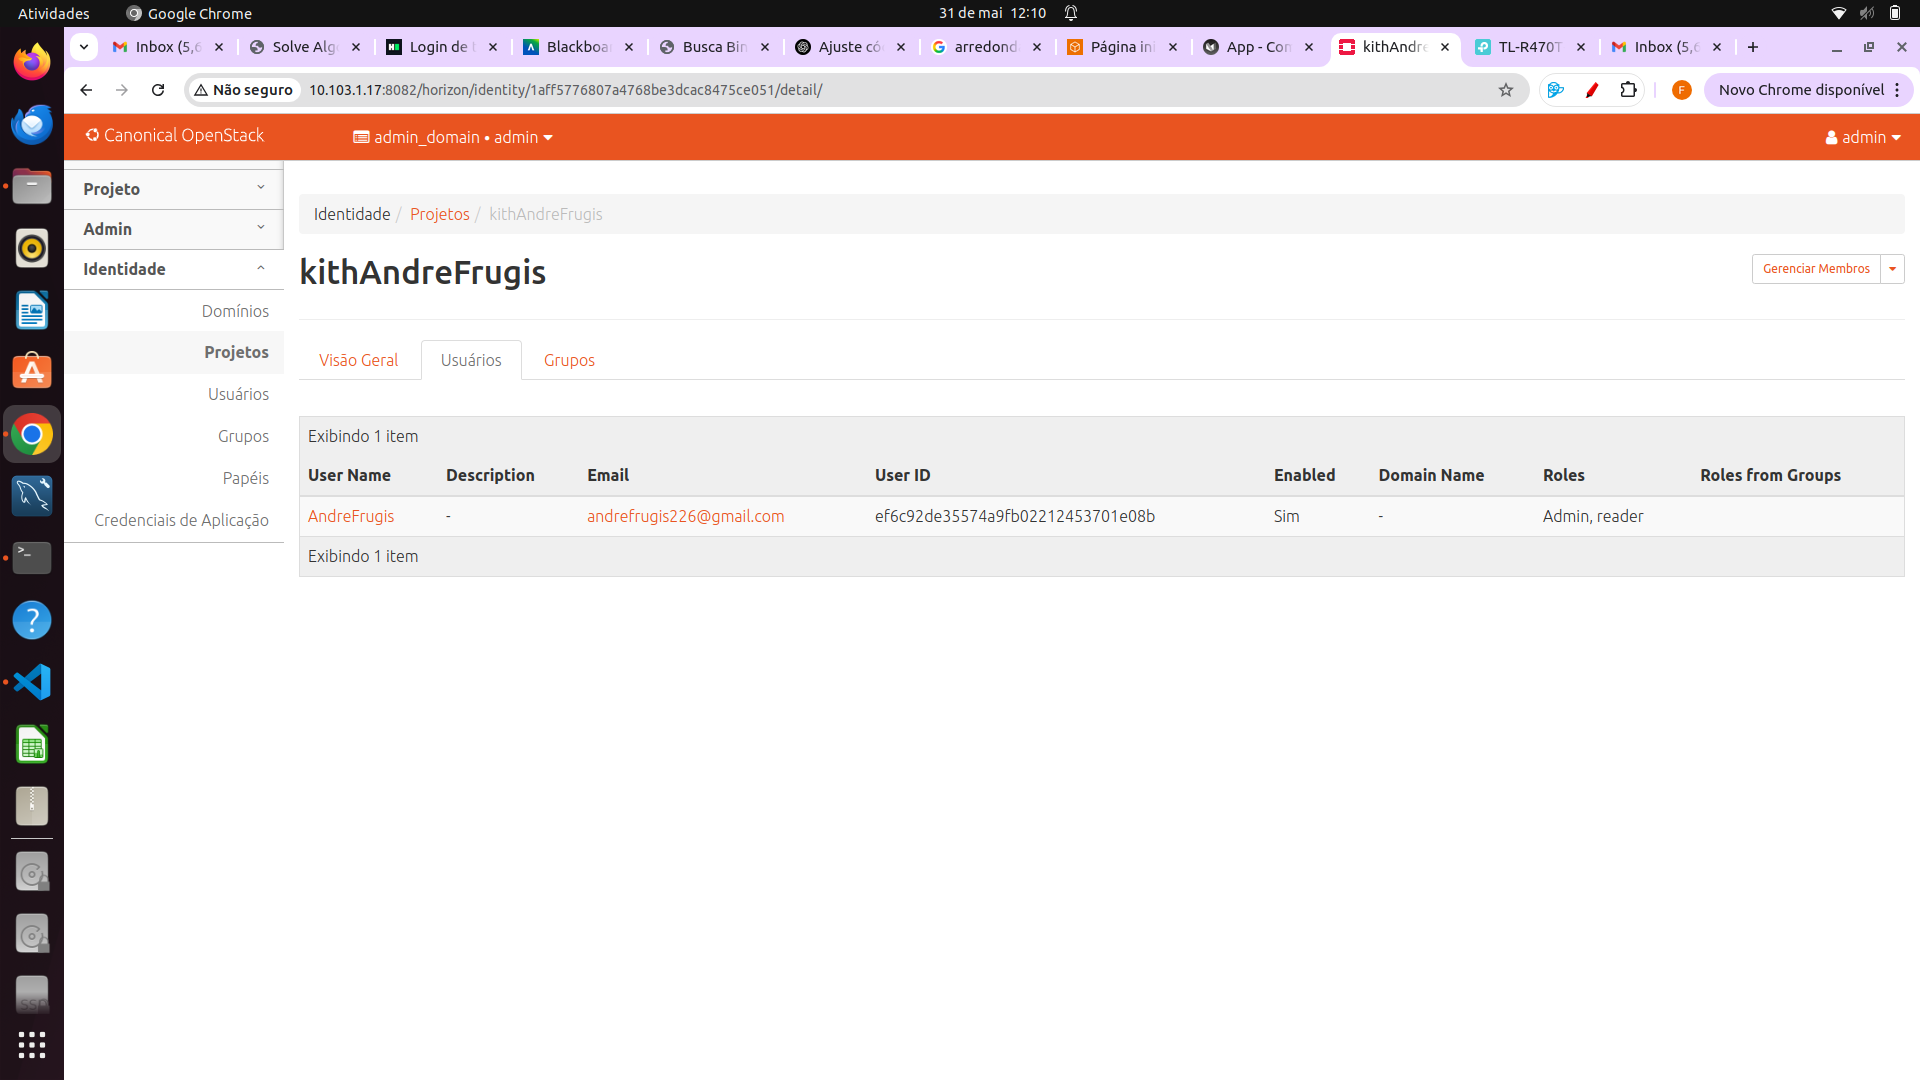 Atividades
Google Chrome
31 de mai 12:10
Inbox (5,6
Solve Alg
Login de
Blackboa
Busca Bin
Ajuste có
arredond
Página ini
App - Con
kithAndre
TL-R470T
Inbox (5,6
Não seguro
10.103.1.17:8082/horizon/identity/1aff5776807a4768be3dcac8475ce051/detail/
F
Novo Chrome disponível
Canonical OpenStack
admin_domain • admin
admin
Projeto
Admin
Identidade
Domínios
Projetos
Usuários
Grupos
Papéis
Credenciais de Aplicação
Identidade / Projetos / kithAndreFrugis
kithAndreFrugis
Gerenciar Membros
Visão Geral
Usuários
Grupos
Exibindo 1 item
User Name Description Email User ID Enabled Domain Name Roles Roles from Groups
AndreFrugis - andrefrugis226@gmail.com ef6c92de35574a9fb02212453701e08b Sim - Admin, reader
Exibindo 1 item